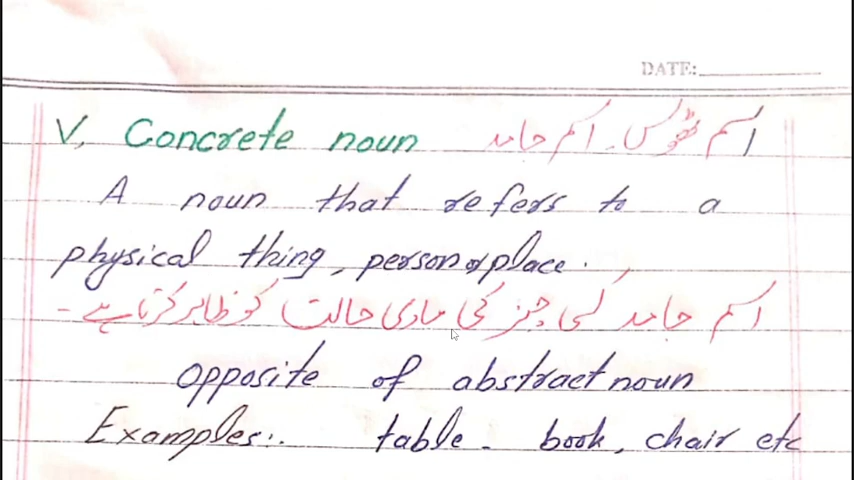 DATE:
V. Concrete noun اسم ٹھوس۔ اسم جامد
A noun that refers to a
physical thing, person or place.
اسم جامد کسی چیز کی مادی حالت کو ظاہر کرتا ہے۔
opposite of abstract noun
Examples:. table - book, chair etc